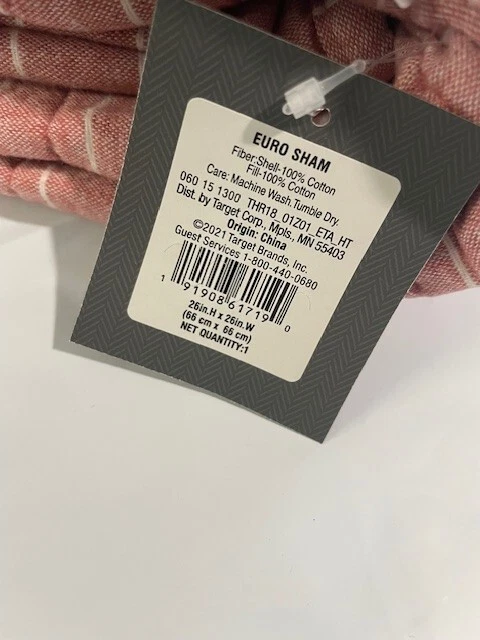 EURO SHAM
Fiber:Shell-100% Cotton
Fill-100% Cotton
Care: Machine Wash.Tumble Dry.
060 15 1300 THR18_01Z01_ETA_HT
Dist. by Target Corp., Mpls., MN 55403
Origin: China
©2021 Target Brands, Inc.
Guest Services 1-800-440-0680
1 91908 61719 0
26in.H x 26in.W
(66 cm x 66 cm)
NET QUANTITY:1